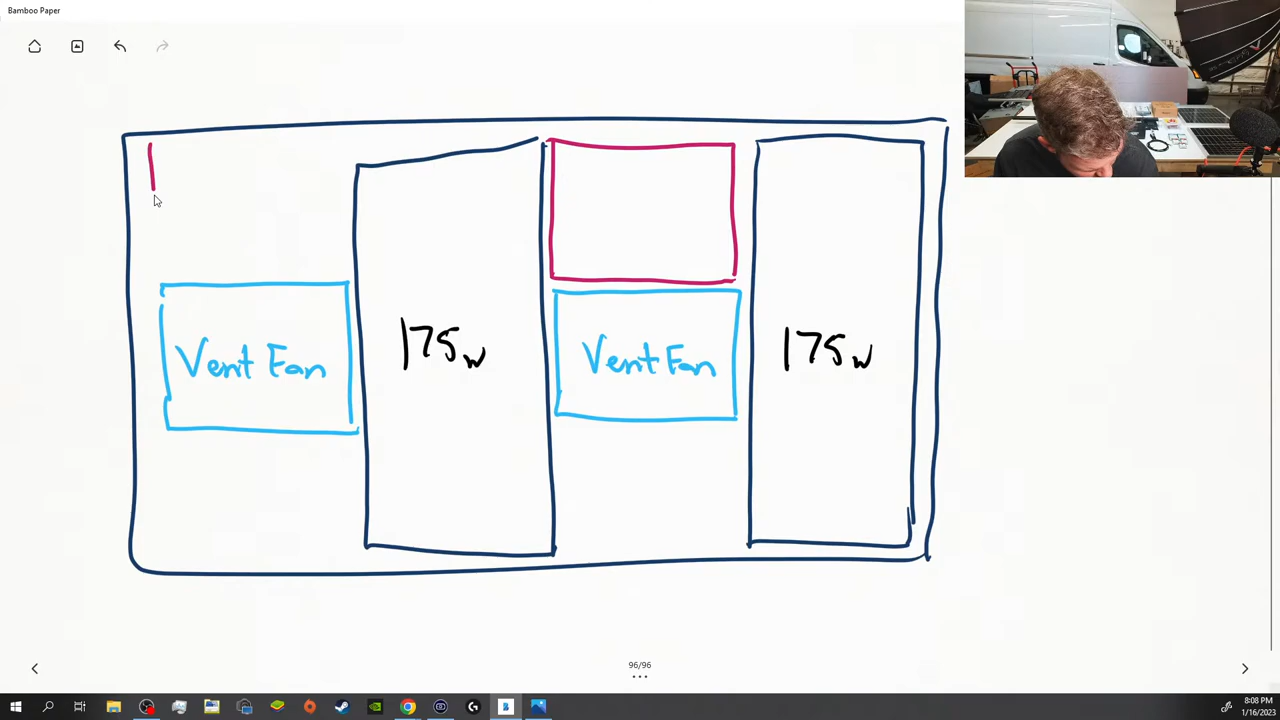 Bamboo Paper
Vent Fan
175w
Vent Fan
175w
96/96
8:08 PM
1/16/2023